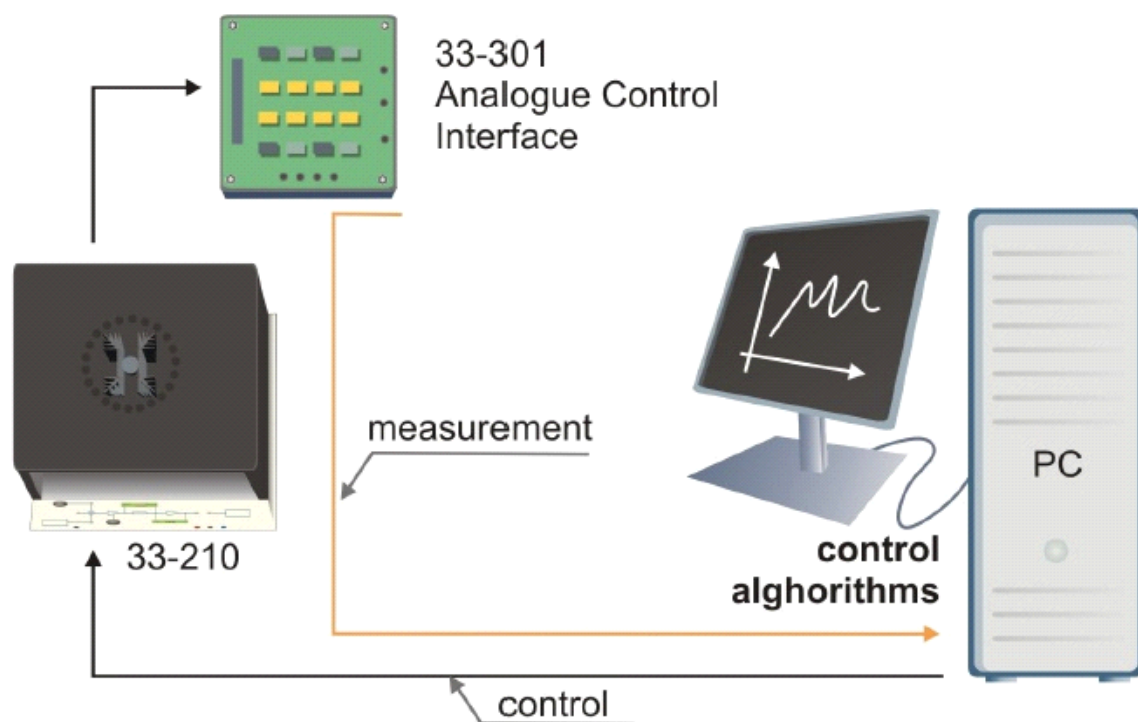 33-301
Analogue Control
Interface
measurement
PC
33-210
control
alghorithms
control